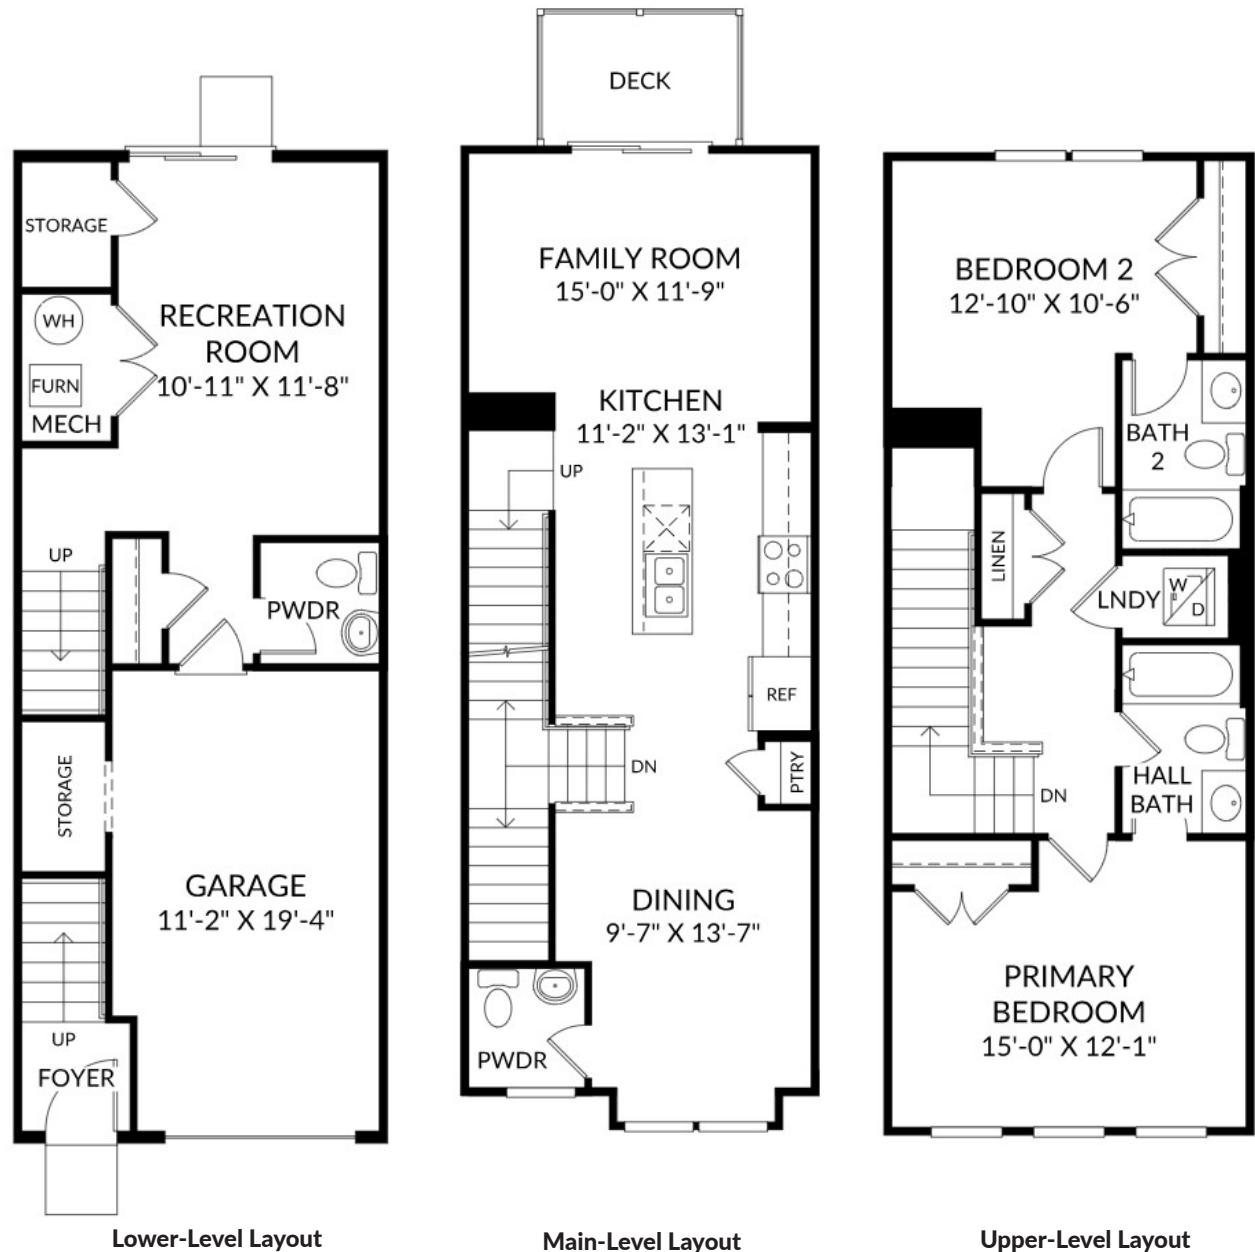 STORAGE
WH
FURN
MECH
RECREATION
ROOM
10'-11" X 11'-8"
UP
PWDR
STORAGE
GARAGE
11'-2" X 19'-4"
UP
FOYER
Lower-Level Layout
DECK
FAMILY ROOM
15'-0" X 11'-9"
KITCHEN
11'-2" X 13'-1"
UP
REF
DN
PTRY
DINING
9'-7" X 13'-7"
PWDR
Main-Level Layout
BEDROOM 2
12'-10" X 10'-6"
BATH
2
LINEN
LNDY
W
D
HALL
BATH
DN
PRIMARY
BEDROOM
15'-0" X 12'-1"
Upper-Level Layout